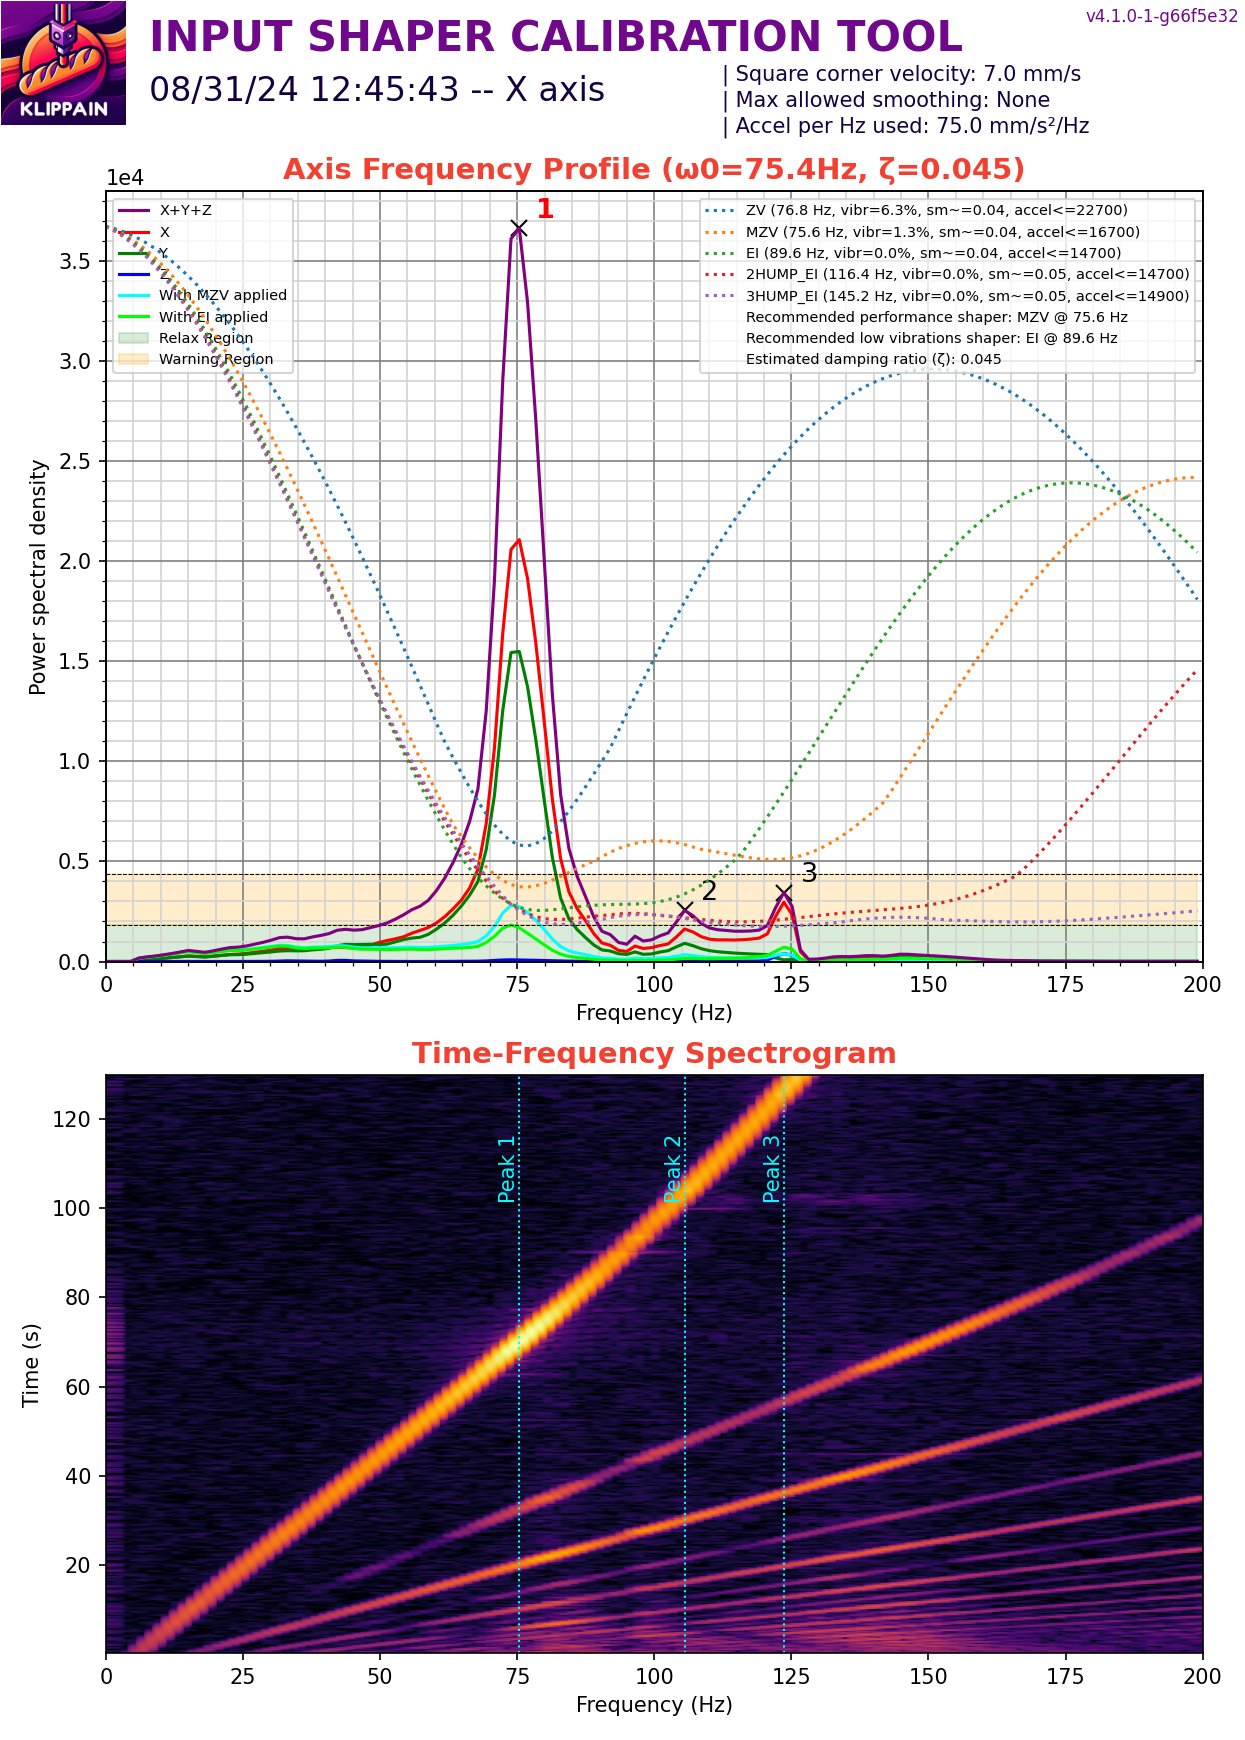 v4.1.0-1-g66f5e32
INPUT SHAPER CALIBRATION TOOL
08/31/24 12:45:43 -- X axis
| Square corner velocity: 7.0 mm/s
| Max allowed smoothing: None
| Accel per Hz used: 75.0 mm/s²/Hz
KLIPPAIN
Axis Frequency Profile (ω0=75.4Hz, ζ=0.045)
1e4
X+Y+Z
X
Y
Z
With MZV applied
With EI applied
Relax Region
Warning Region
1
2
3
ZV (76.8 Hz, vibr=6.3%, sm~=0.04, accel<=22700)
MZV (75.6 Hz, vibr=1.3%, sm~=0.04, accel<=16700)
EI (89.6 Hz, vibr=0.0%, sm~=0.04, accel<=14700)
2HUMP_EI (116.4 Hz, vibr=0.0%, sm~=0.05, accel<=14700)
3HUMP_EI (145.2 Hz, vibr=0.0%, sm~=0.05, accel<=14900)
Recommended performance shaper: MZV @ 75.6 Hz
Recommended low vibrations shaper: EI @ 89.6 Hz
Estimated damping ratio (ζ): 0.045
Power spectral density
3.5
3.0
2.5
2.0
1.5
1.0
0.5
0.0
0 25 50 75 100 125 150 175 200
Frequency (Hz)
Time-Frequency Spectrogram
Time (s)
120
100
80
60
40
20
Peak 1
Peak 2
Peak 3
0 25 50 75 100 125 150 175 200
Frequency (Hz)